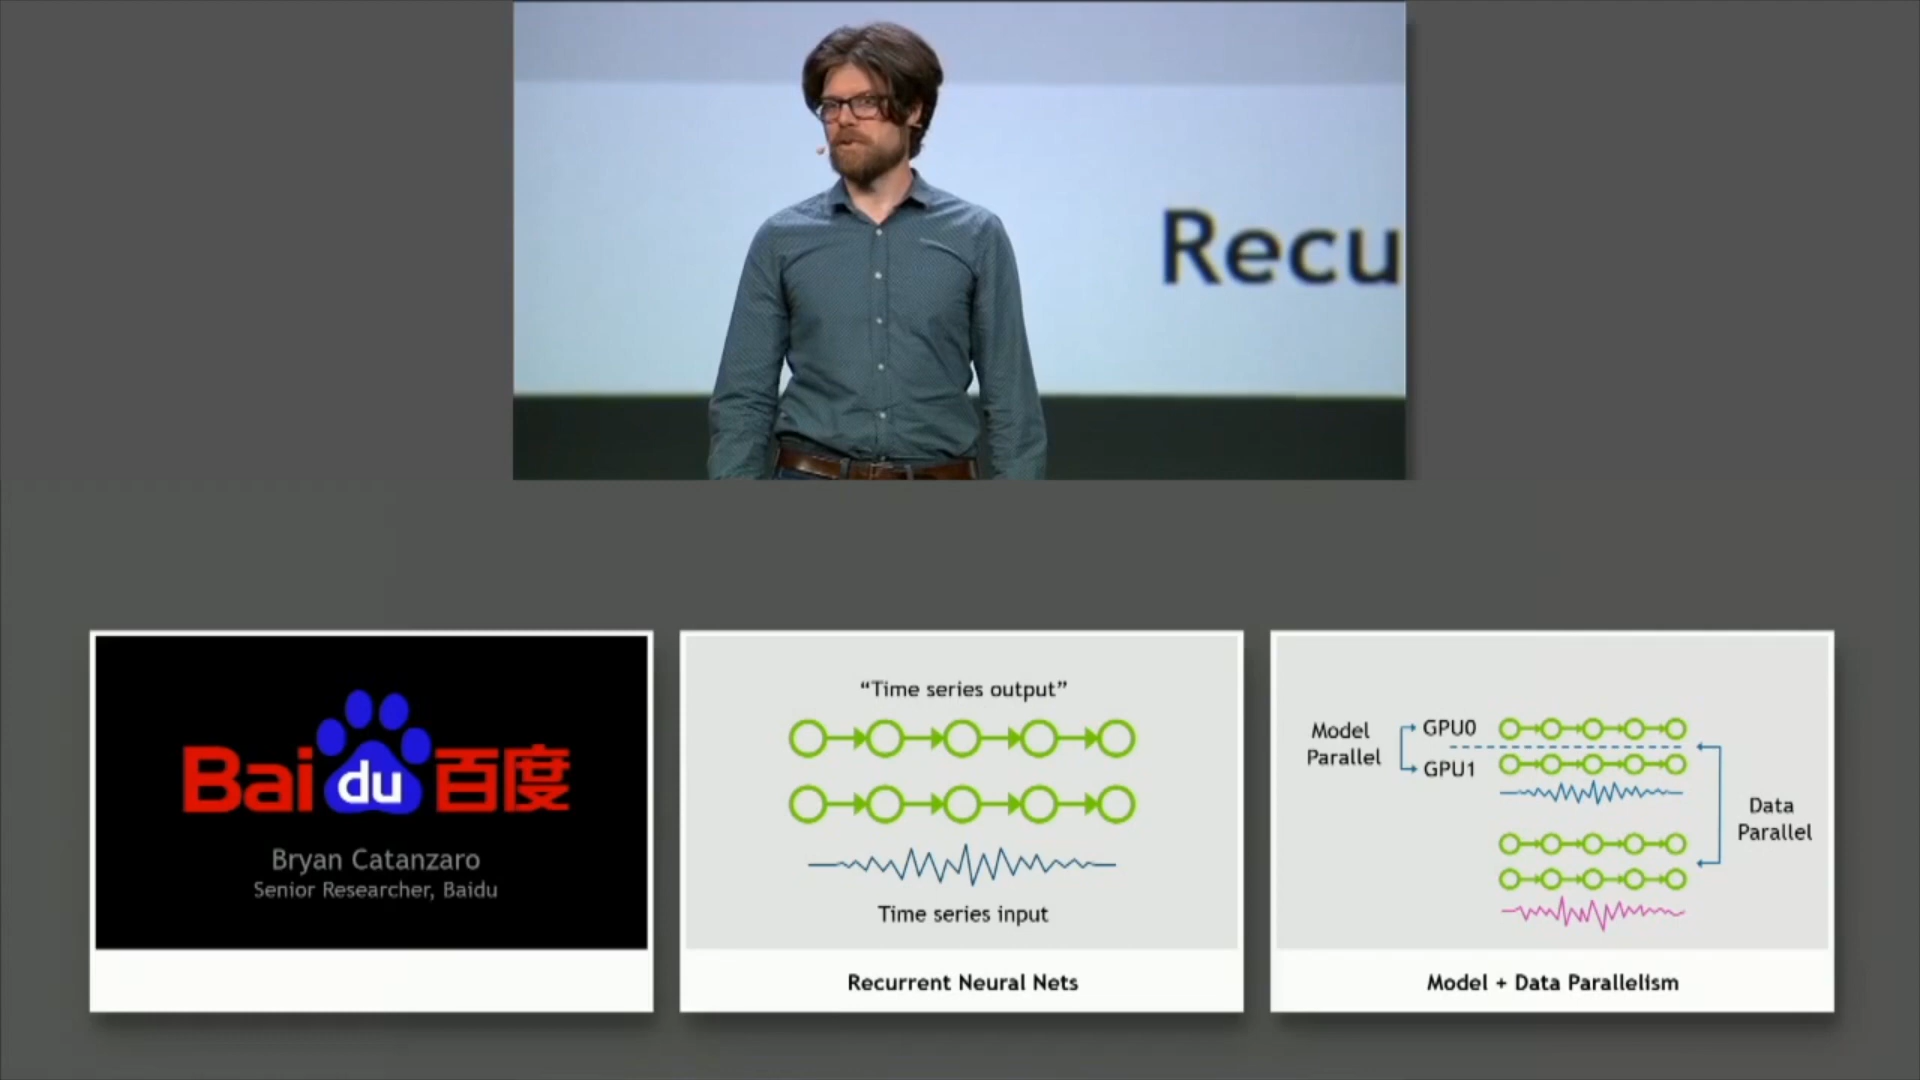 Recu
Baidu百度
Bryan Catanzaro
Senior Researcher, Baidu
“Time series output”
Time series input
Recurrent Neural Nets
Model
Parallel
GPU0
GPU1
Data
Parallel
Model + Data Parallelism